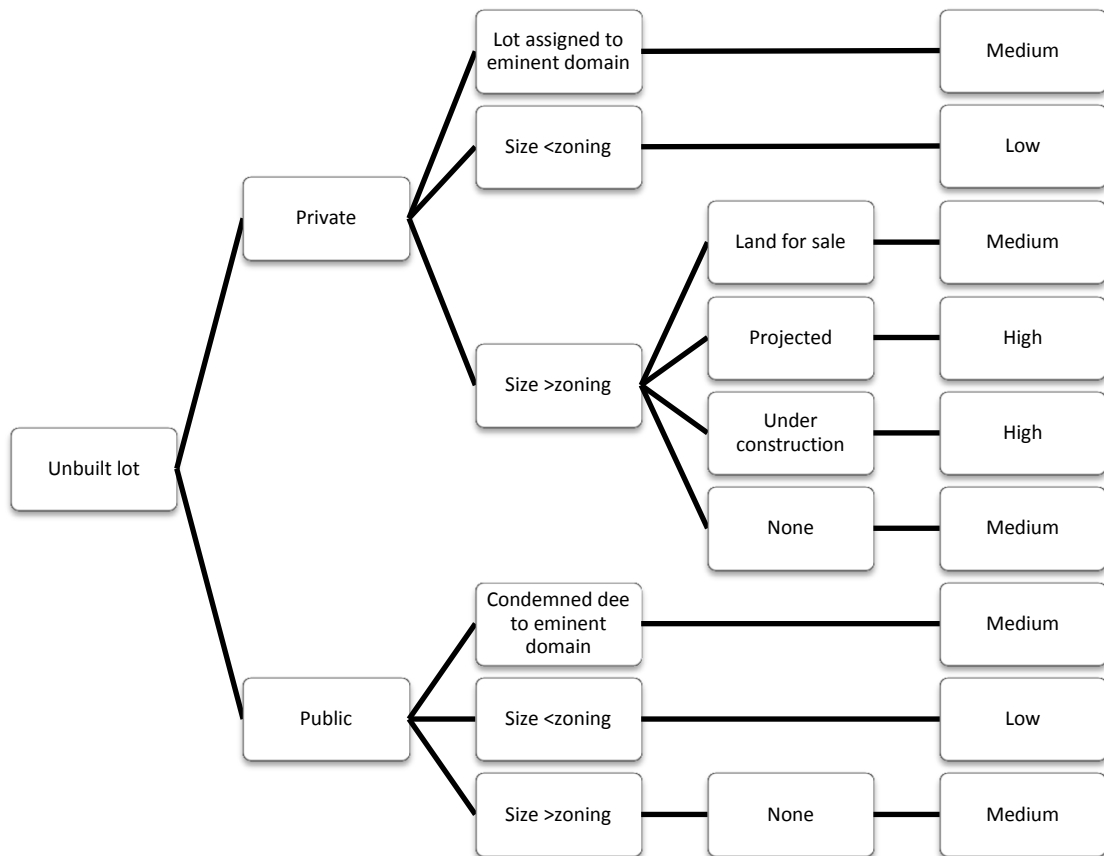 Lot assigned to
eminent domain
Medium
Size <zoning
Low
Private
Land for sale
Medium
Projected
High
Size >zoning
Under
construction
High
Unbuilt lot
None
Medium
Condemned dee
to eminent
domain
Medium
Public
Size <zoning
Low
Size >zoning
None
Medium